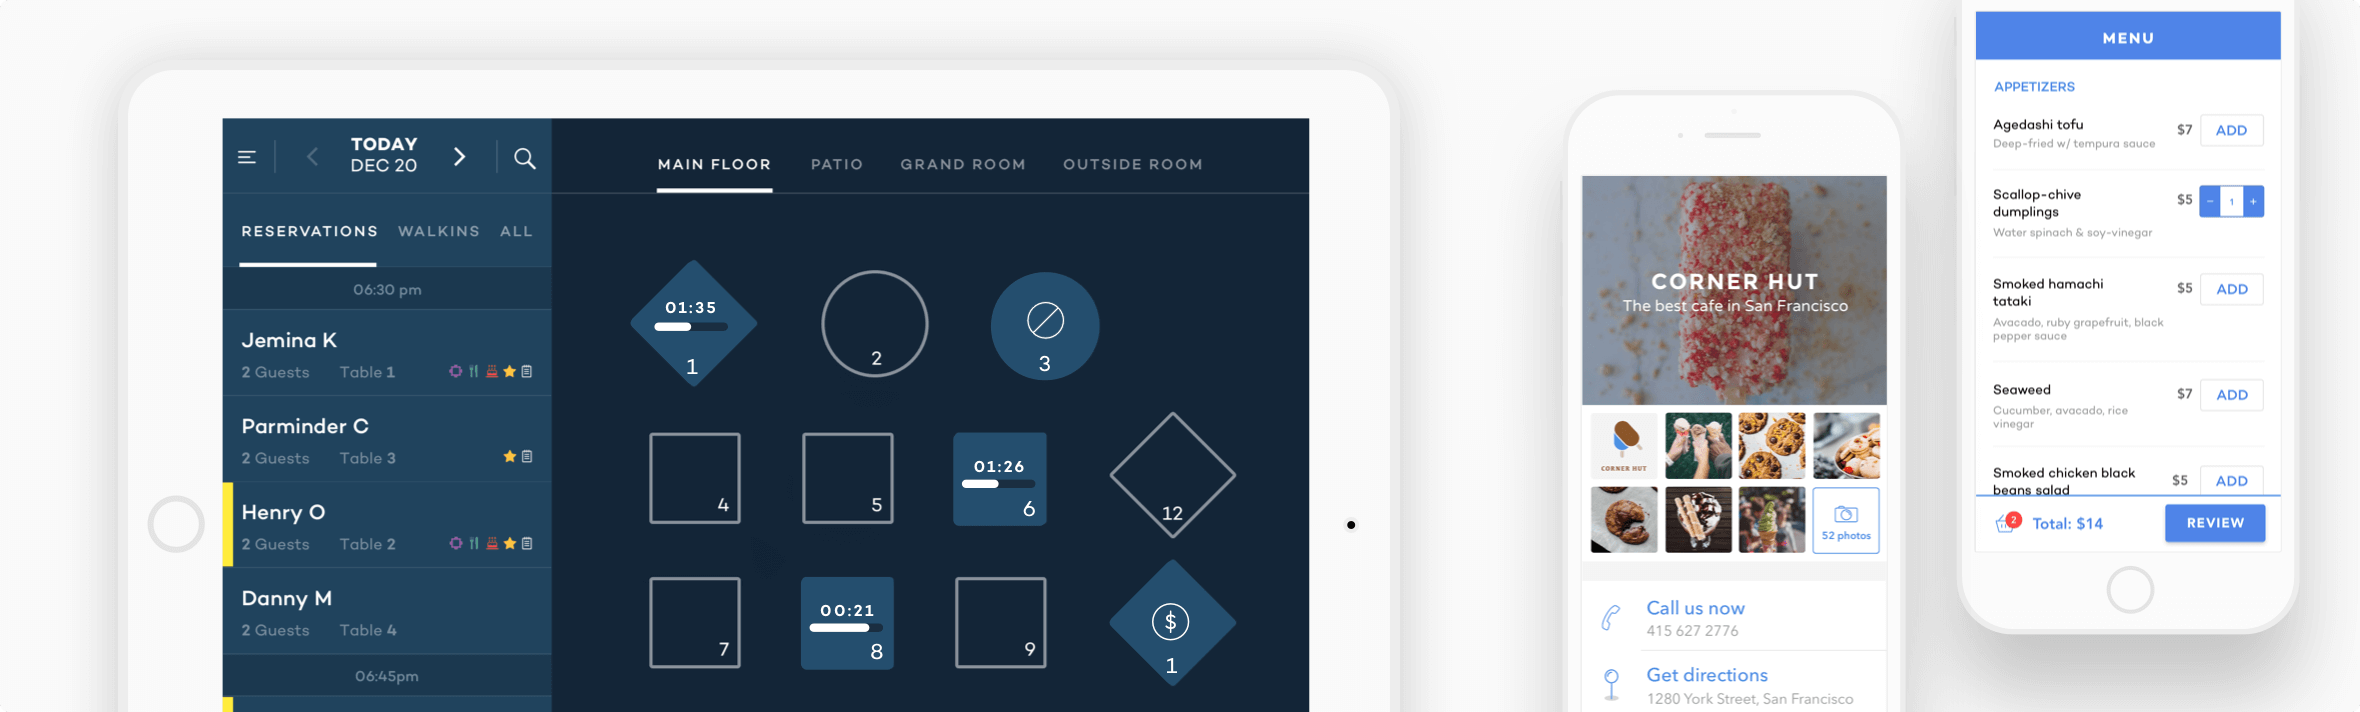 TODAY
DEC 20
RESERVATIONS WALKINS ALL
06:30 pm
Jemina K
2 Guests Table 1
Parminder C
2 Guests Table 3
Henry O
2 Guests Table 2
Danny M
2 Guests Table 4
06:45pm
MAIN FLOOR PATIO GRAND ROOM OUTSIDE ROOM
01:35
1
2
3
4
5
01:26
6
12
7
00:21
8
9
$
1
CORNER HUT
The best cafe in San Francisco
CORNER HUT
52 photos
Call us now
415 627 2776
Get directions
1280 York Street, San Francisco
MENU
APPETIZERS
Agedashi tofu $7 ADD
Deep-fried w/ tempura sauce
Scallop-chive $5 - 1 +
dumplings
Water spinach & soy-vinegar
Smoked hamachi $5 ADD
tataki
Avacado, ruby grapefruit, black
pepper sauce
Seaweed $7 ADD
Cucumber, avacado, rice
vinegar
Smoked chicken black $5 ADD
beans salad
2 Total: $14 REVIEW